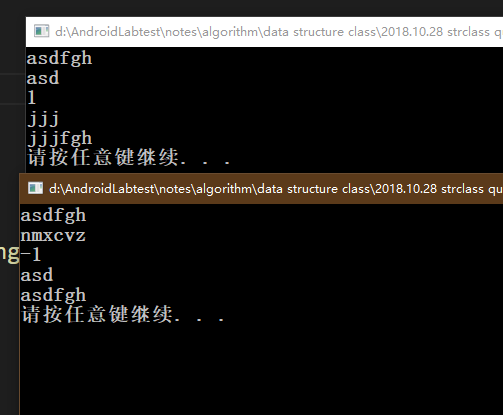 d:\AndroidLabtest\notes\algorithm\data structure class\2018.10.28 strclass qu
asdfgh
asd
1
jjj
jjjfgh
请按任意键继续. . .
d:\AndroidLabtest\notes\algorithm\data structure class\2018.10.28 strclass qu
asdfgh
nmxcvz
ng
-1
asd
asdfgh
请按任意键继续. . .